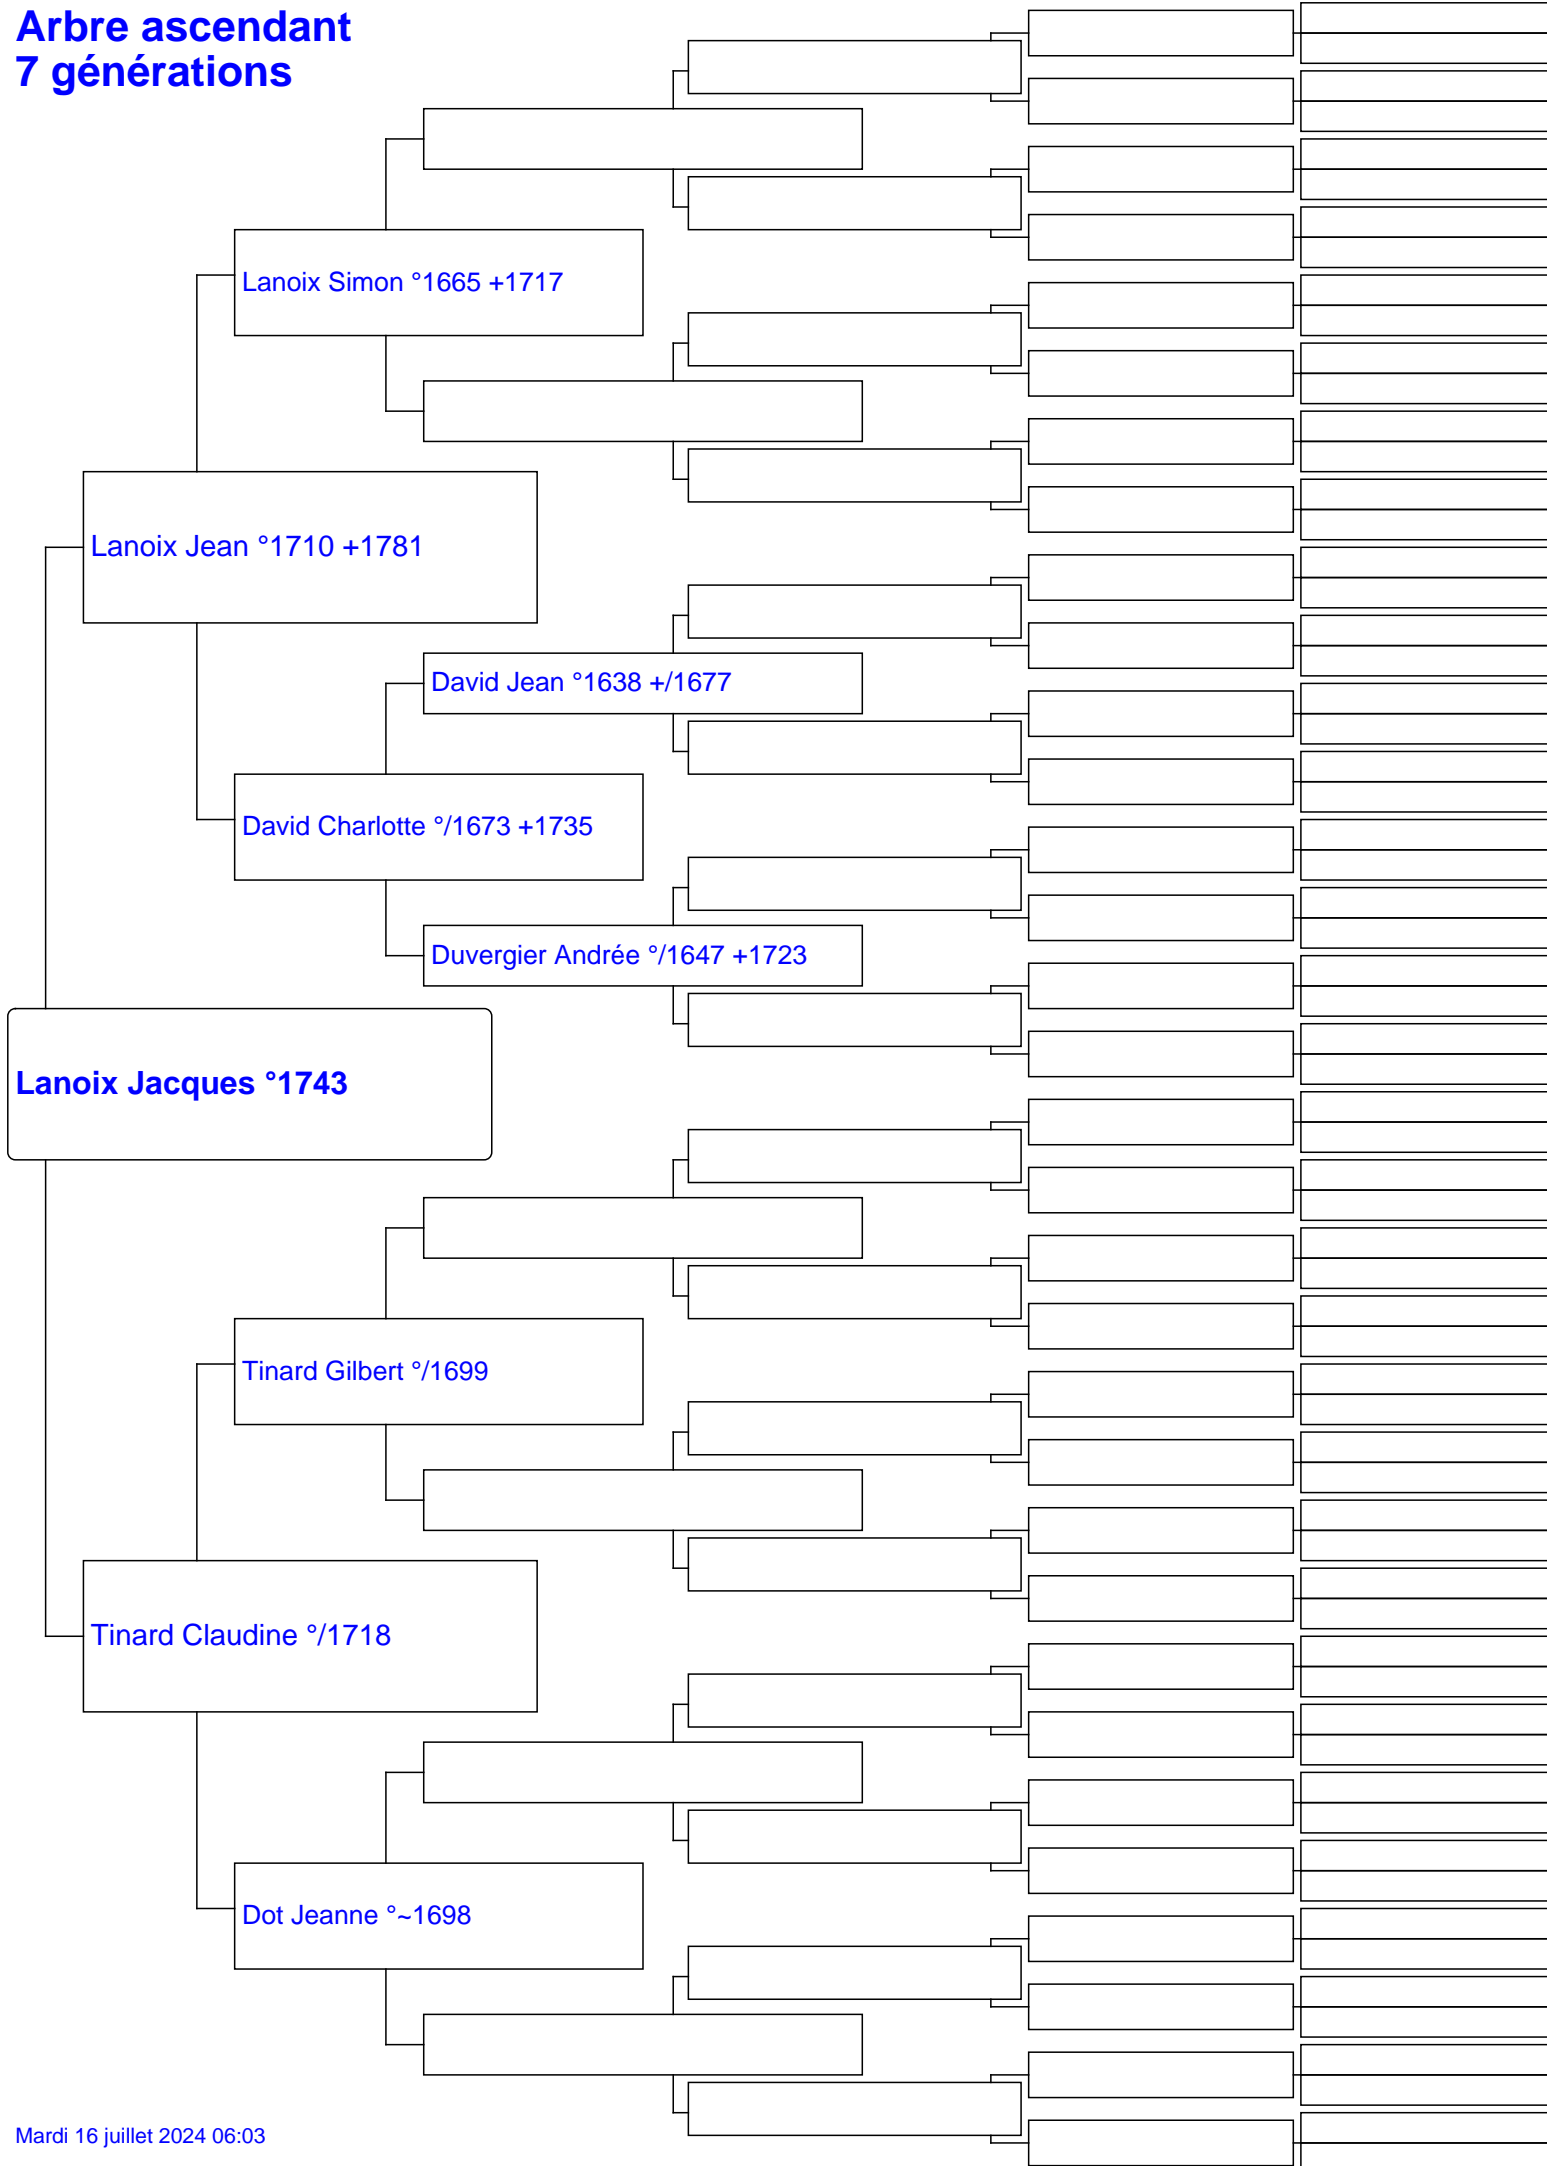 Arbre ascendant
7 générations
Lanoix Simon °1665 +1717
Lanoix Jean °1710 +1781
David Jean °1638 +/1677
David Charlotte °/1673 +1735
Duvergier Andrée °/1647 +1723
Lanoix Jacques °1743
Tinard Gilbert °/1699
Tinard Claudine °/1718
Dot Jeanne °~1698
Mardi 16 juillet 2024 06:03